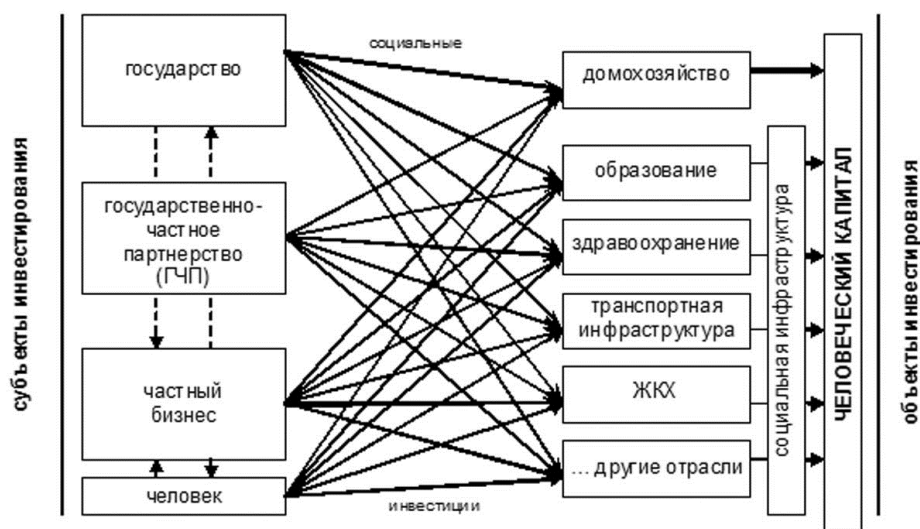 субъекты инвестирования
государство
государственно-
частное
партнерство
(ГЧП)
частный
бизнес
человек
социальные
инвестиции
домохозяйство
образование
здравоохранение
транспортная
инфраструктура
ЖКХ
... другие отрасли
социальная инфраструктура
ЧЕЛОВЕЧЕСКИЙ КАПИТАЛ
объекты инвестирования